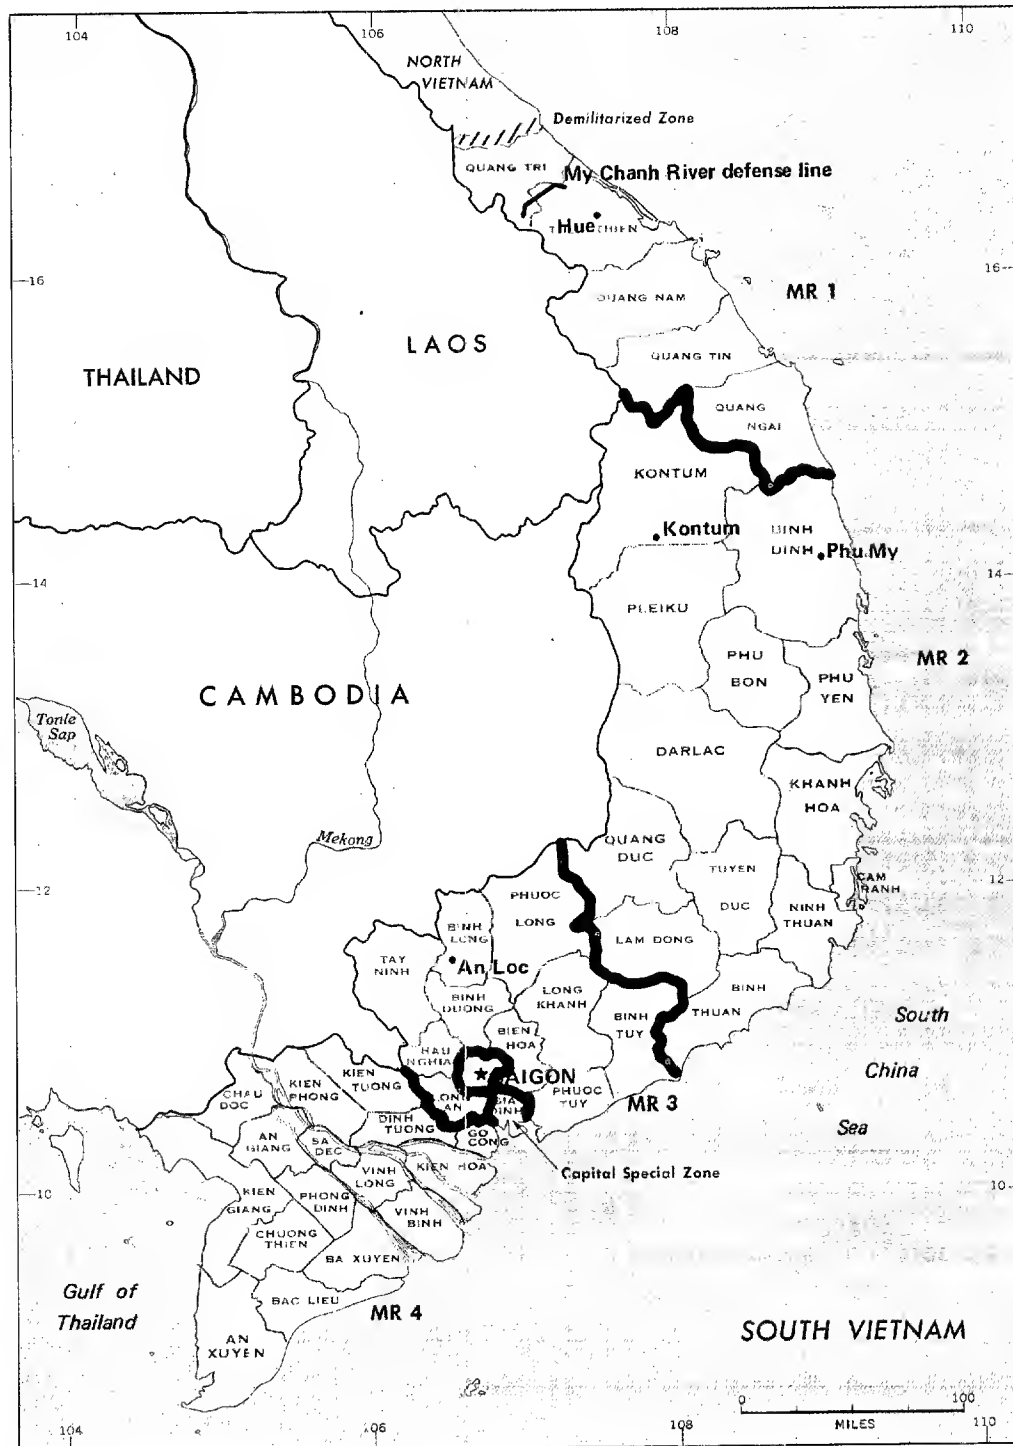 104
106
108
110
NORTH
VIETNAM
Demilitarized Zone
QUANG TRI
My Chanh River defense line
Hue
THIEN
16
16
QUANG NAM
MR 1
LAOS
QUANG TIN
THAILAND
QUANG
NGAI
KONTUM
Kontum
BINH
DINH
Phu My
14
14
PLEIKU
PHU
BON
PHU
YEN
MR 2
CAMBODIA
Tonle
Sap
DARLAC
KHANH
HOA
Mekong
QUANG
DUC
TUYEN
DUC
CAM
RANH
12
12
PHUOC
LONG
NINH
THUAN
BINH
LONG
LAM DONG
TAY
NINH
An Loc
LONG
KHANH
BINH
THUAN
BINH
DUONG
BINH
TUY
South
China
Sea
BIEN
HOA
HAU
NGHIA
KIEN
TUONG
KIEN
PHONG
SAIGON
CHAU
DOC
LONG
AN
GIA
DINH
PHUOC
TUY
MR 3
DINH
TUONG
GO
CONG
AN
GIANG
SA
DEC
KIEN HOA
Capital Special Zone
VINH
LONG
10
10
KIEN
GIANG
PHONG
DINH
VINH
BINH
CHUONG
THIEN
BA XUYEN
Gulf of
Thailand
BAC LIEU
MR 4
AN
XUYEN
SOUTH VIETNAM
0
100
MILES
104
106
108
110